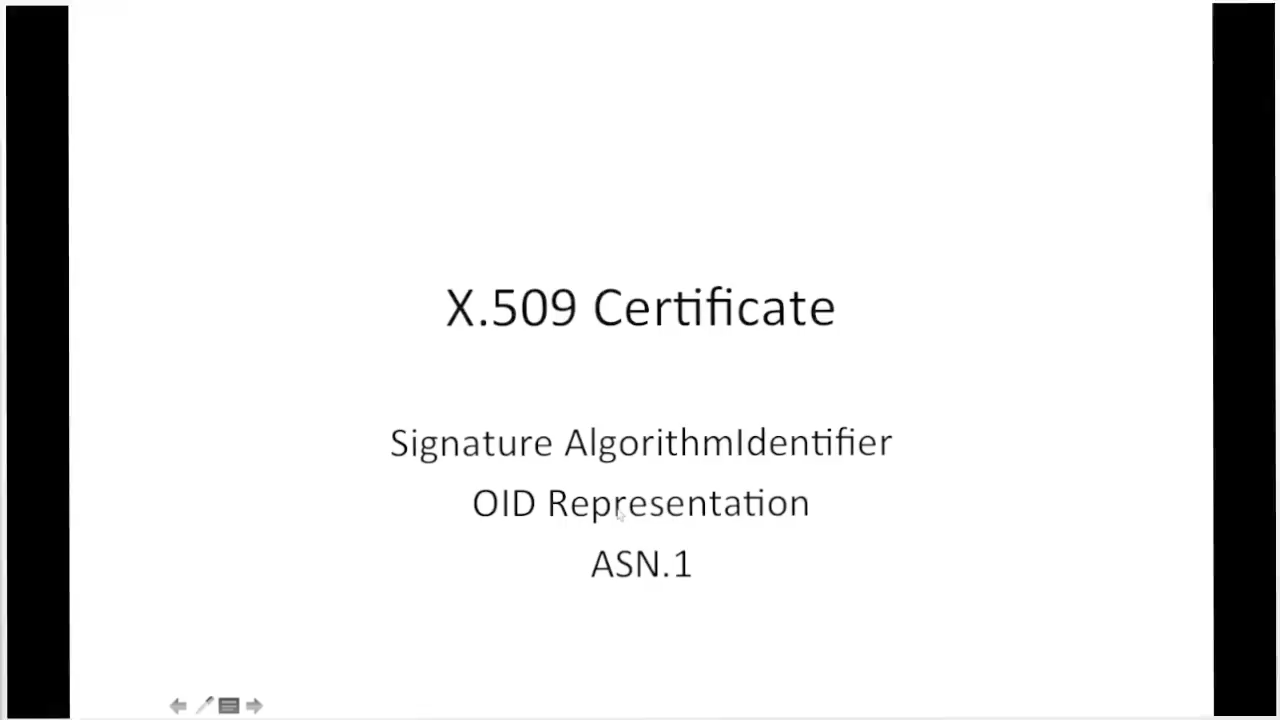 X.509 Certificate
Signature AlgorithmIdentifier
OID Representation
ASN.1